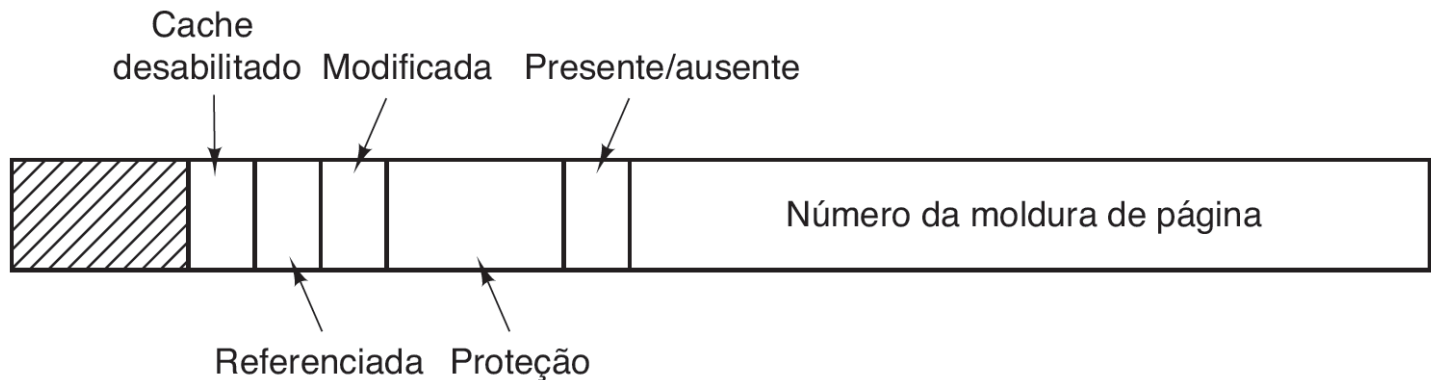 Cache
desabilitado
Modificada
Presente/ausente
Número da moldura de página
Referenciada
Proteção